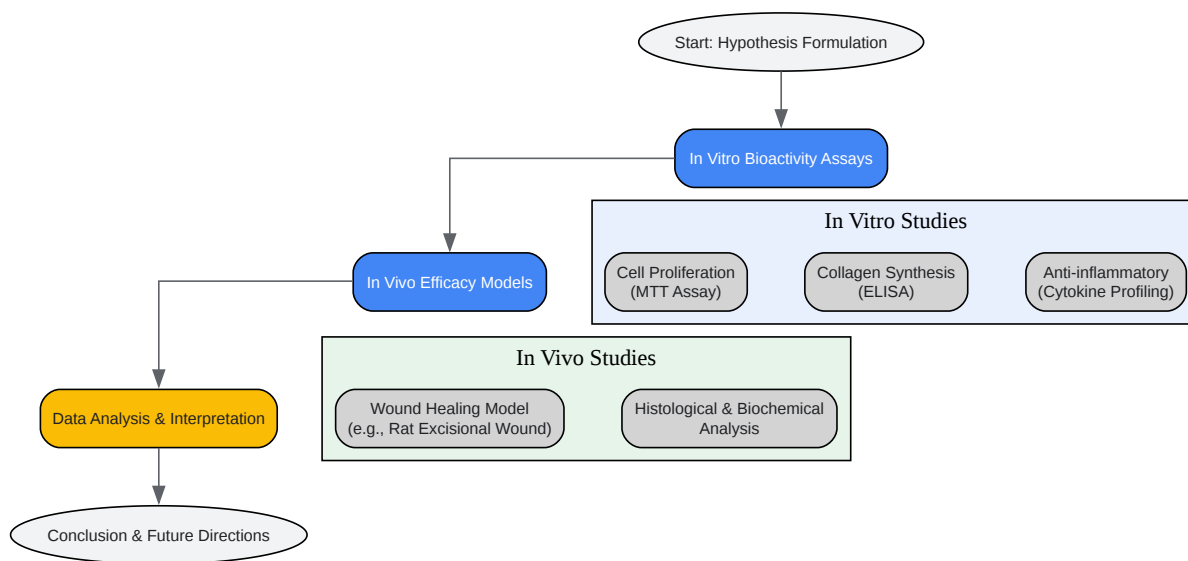 Start: Hypothesis Formulation
In Vitro Bioactivity Assays
In Vitro Studies
Cell Proliferation
(MTT Assay)
Collagen Synthesis
(ELISA)
Anti-inflammatory
(Cytokine Profiling)
In Vivo Efficacy Models
In Vivo Studies
Wound Healing Model
(e.g., Rat Excisional Wound)
Histological & Biochemical
Analysis
Data Analysis & Interpretation
Conclusion & Future Directions